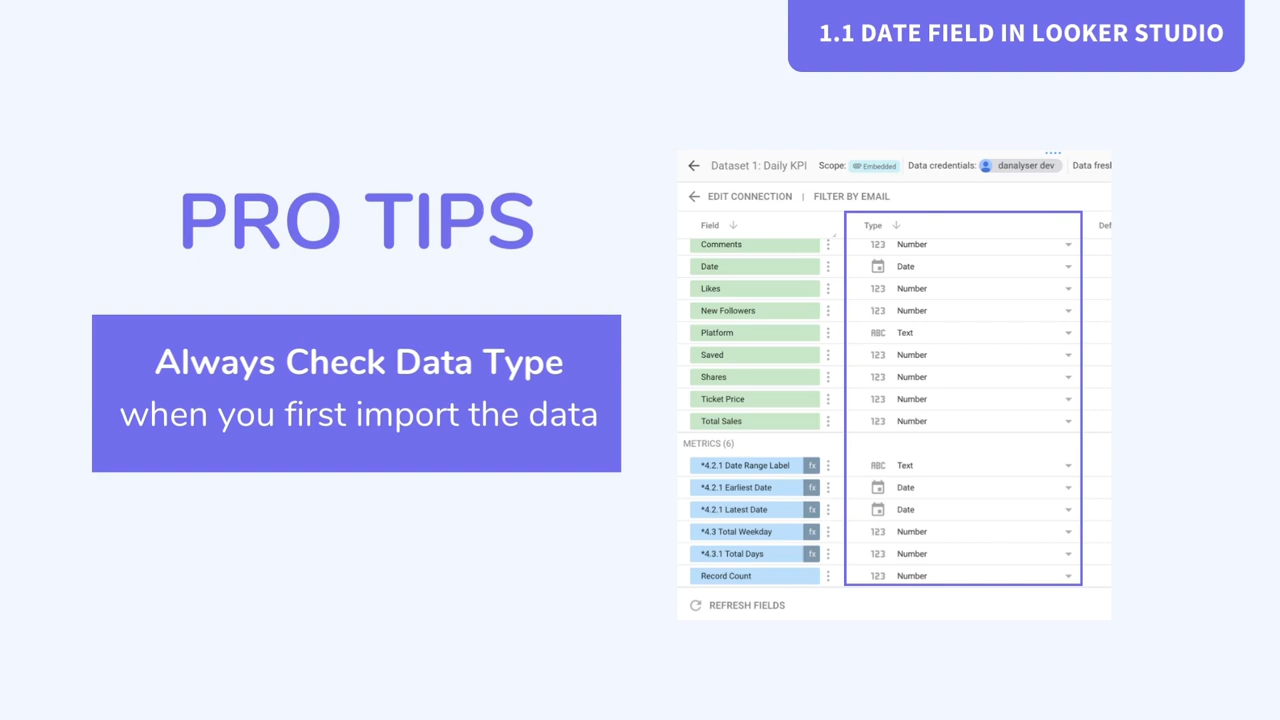 1.1 DATE FIELD IN LOOKER STUDIO
PRO TIPS
Always Check Data Type
when you first import the data
Dataset 1: Daily KPI Scope: Embedded Data credentials: danalyser dev Data fresh
EDIT CONNECTION | FILTER BY EMAIL
Field Type Def
Comments 123 Number
Date Date
Likes 123 Number
New Followers 123 Number
Platform ABC Text
Saved 123 Number
Shares 123 Number
Ticket Price 123 Number
Total Sales 123 Number
METRICS (6)
*4.2.1 Date Range Label fx ABC Text
*4.2.1 Earliest Date fx Date
*4.2.1 Latest Date fx Date
*4.3 Total Weekday fx 123 Number
*4.3.1 Total Days fx 123 Number
Record Count 123 Number
REFRESH FIELDS